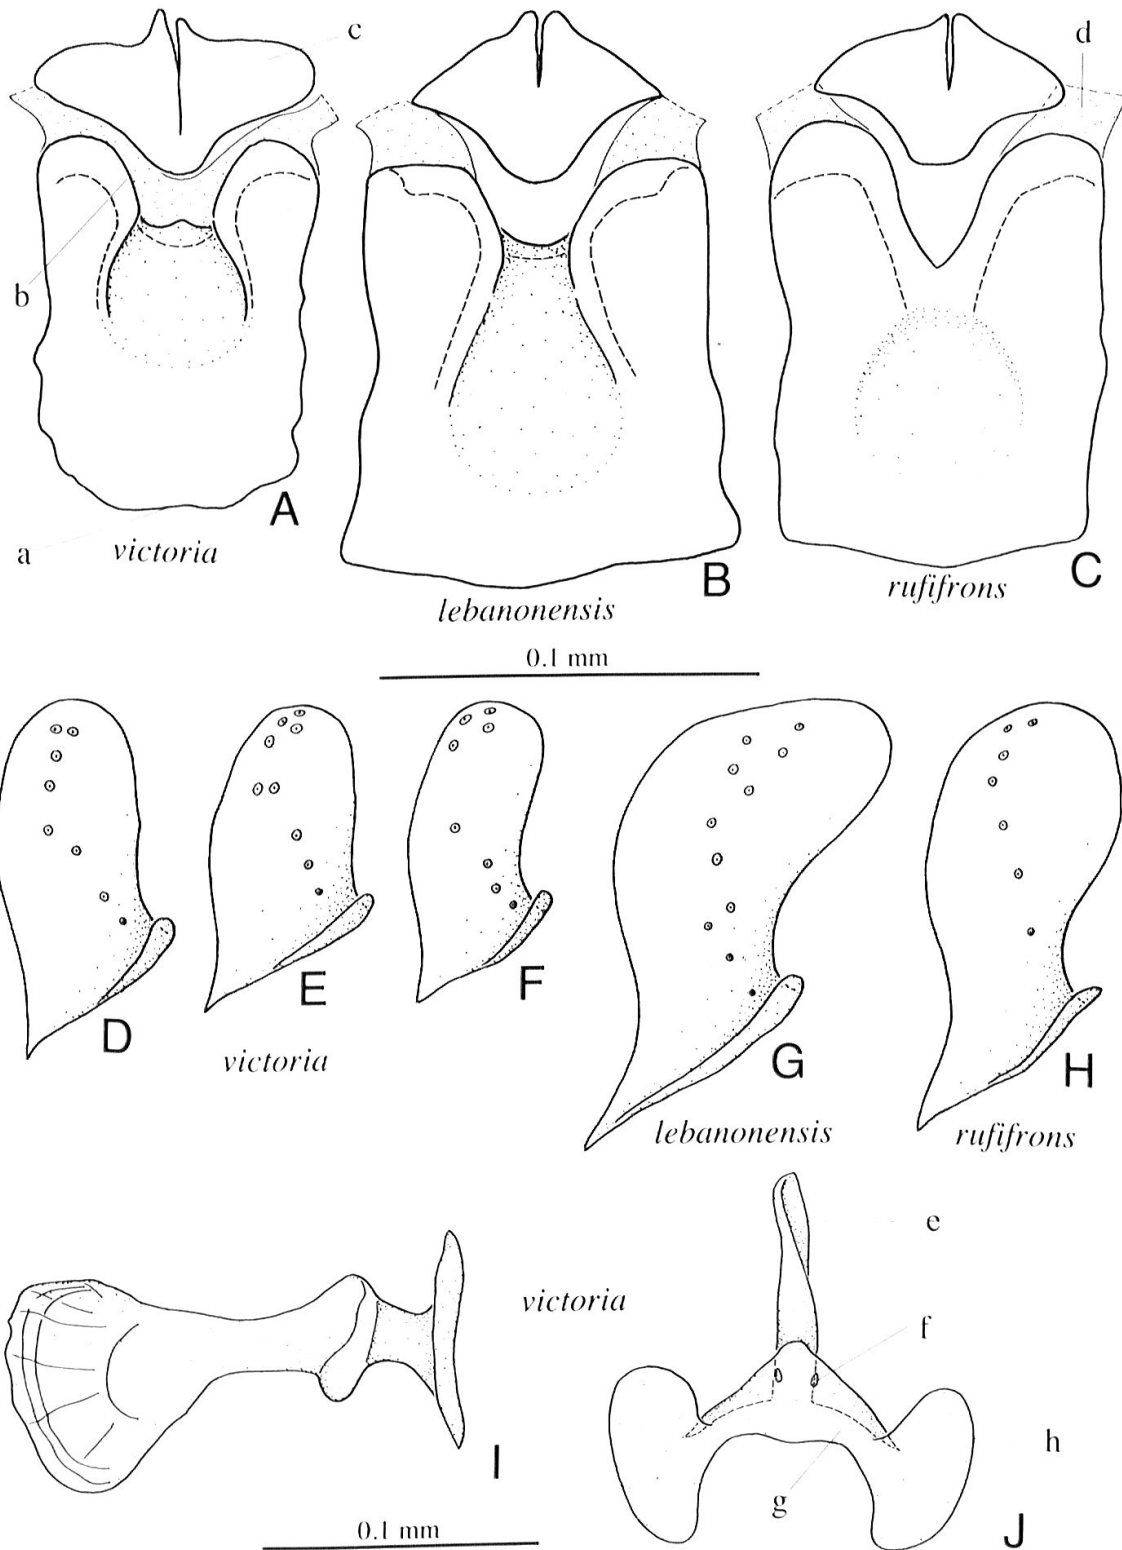 c
d
b
A
a
victoria
B
lebanonensis
C
rufifrons
0.1 mm
D
E
F
victoria
G
lebanonensis
H
rufifrons
e
victoria
f
h
g
I
J
0.1 mm